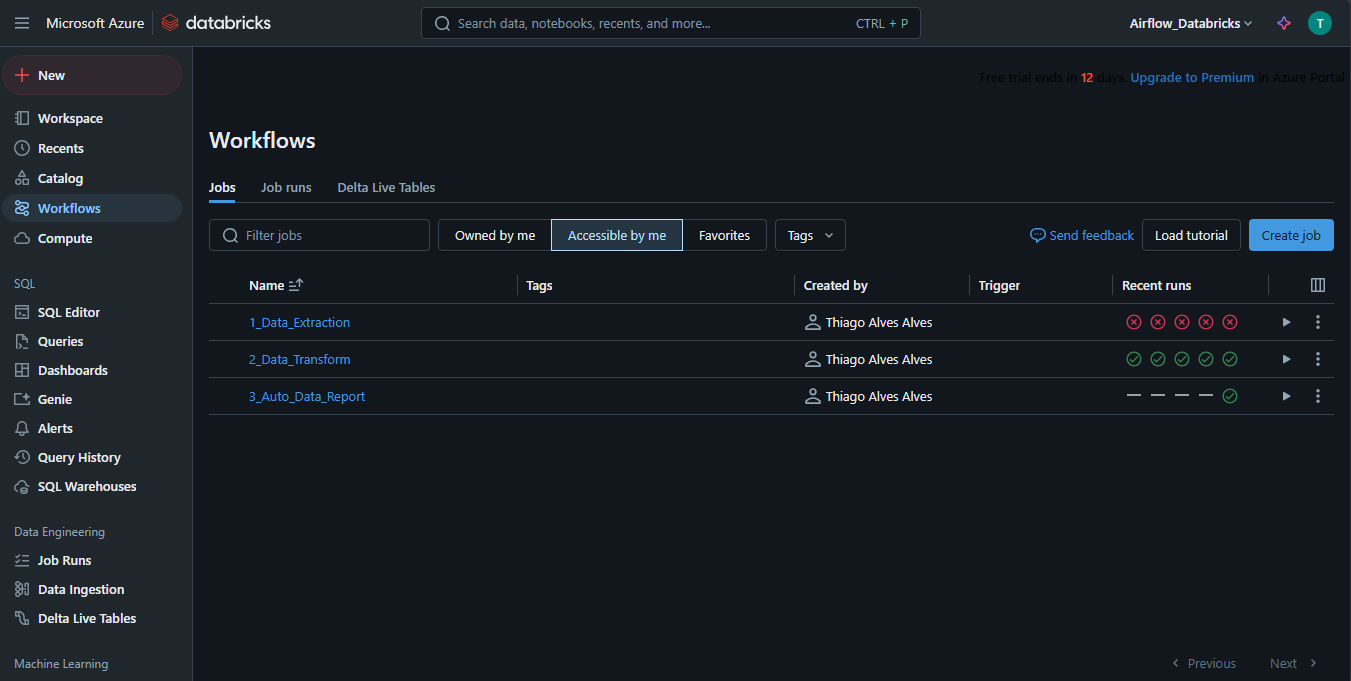 Microsoft Azure databricks Search data, notebooks, recents, and more... CTRL + P Airflow_Databricks T
New
Workspace
Recents
Catalog
Workflows
Compute
SQL
SQL Editor
Queries
Dashboards
Genie
Alerts
Query History
SQL Warehouses
Data Engineering
Job Runs
Data Ingestion
Delta Live Tables
Machine Learning
Free trial ends in 12 days. Upgrade to Premium in Azure Portal
Workflows
Jobs Job runs Delta Live Tables
Filter jobs Owned by me Accessible by me Favorites Tags Send feedback Load tutorial Create job
Name Tags Created by Trigger Recent runs
1_Data_Extraction Thiago Alves Alves
2_Data_Transform Thiago Alves Alves
3_Auto_Data_Report Thiago Alves Alves
Previous Next